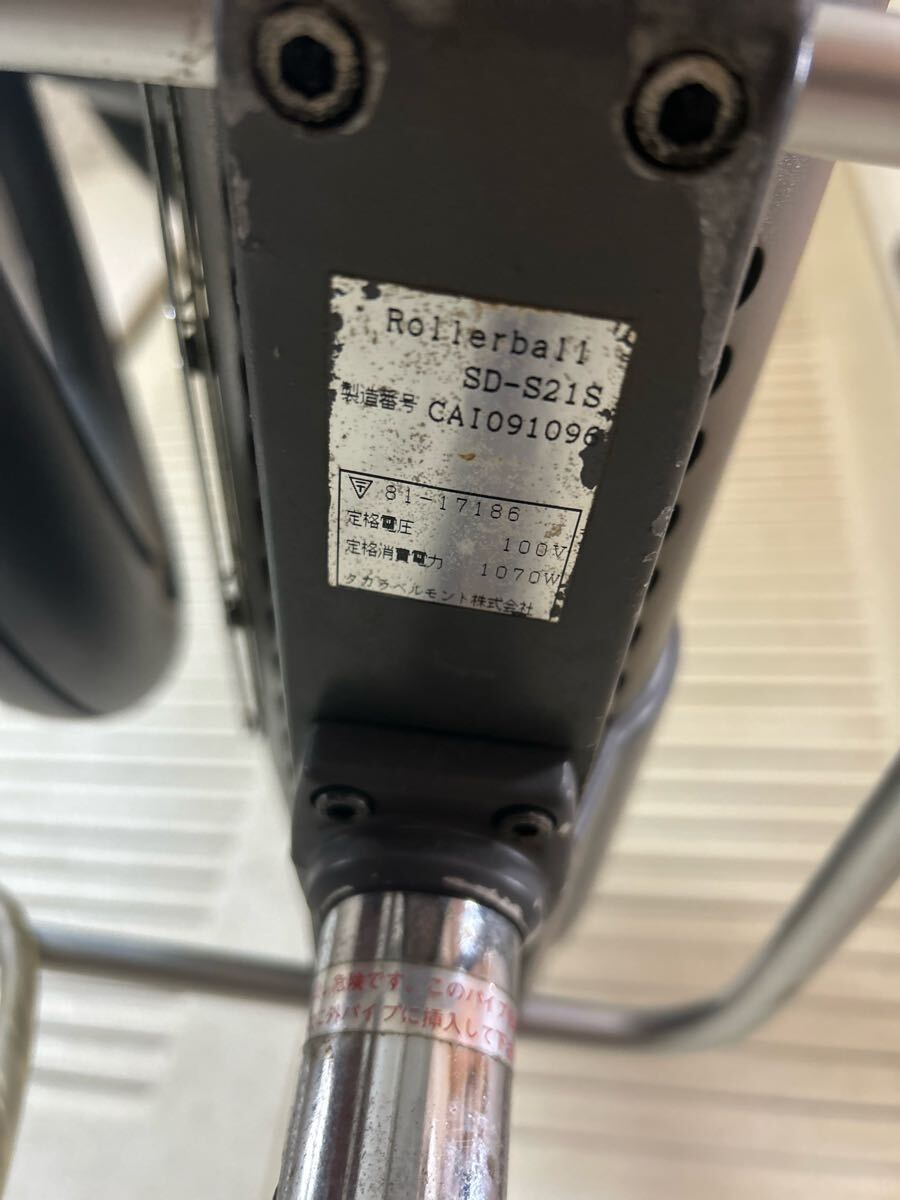 Rollerball
SD-S21S
製造番号 CAI091096
〒 81-17186
定格電圧 100V
定格消費電力 1070W
タカラベルモント株式会社
危険です。このパイプ
外パイプに挿入して下